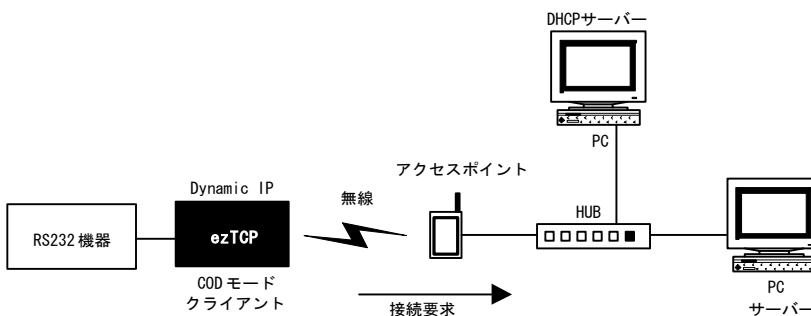 DHCPサーバー
PC
アクセスポイント
Dynamic IP
無線
HUB
RS232機器
ezTCP
CODモード
クライアント
接続要求
PC
サーバー